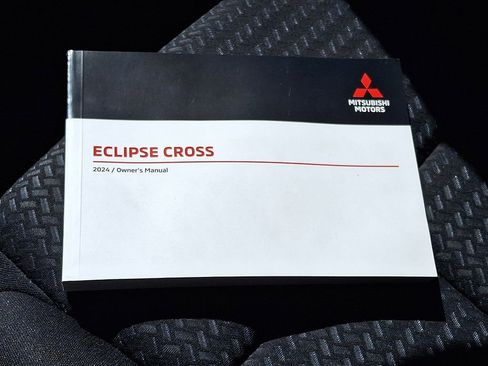 MITSUBISHI
MOTORS
ECLIPSE CROSS
2024 / Owner's Manual